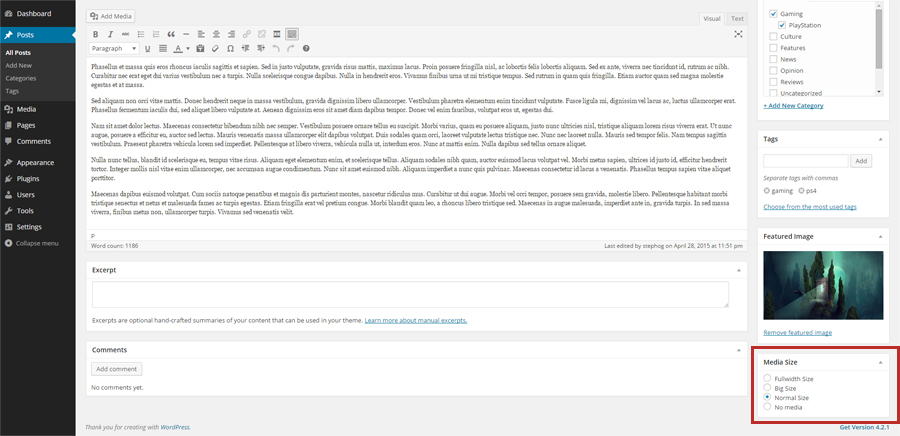 Dashboard
Posts
All Posts
Add New
Categories
Tags
Media
Pages
Comments
Appearance
Plugins
Users
Tools
Settings
Collapse menu
Add Media
Visual
Text
B I ABC
Paragraph
U A
Phasellus et massa quis eros rhoncus iaculis sagittis et sapien. Sed in justo vulputate, gravida risus mattis, maximus lacus. Proin posuere fringilla nisl, ac lobortis felis lobortis aliquam. Sed ex ante, viverra nec tincidunt id, rutrum ac nibh.
Curabitur nec erat eget dui varius vestibulum nec a turpis. Nulla scelerisque congue dapibus. Nulla in hendrerit eros. Vivamus finibus urna ut mi tristique tempus. Sed rutrum in quam quis fringilla. Etiam auctor quam sed magna molestie
egestas et at massa.
Sed aliquam non orci vitae mattis. Donec hendrerit neque in massa vestibulum, gravida dignissim libero ullamcorper. Vestibulum pharetra elementum enim tincidunt vulputate. Fusce ligula mi, dignissim vel lacus ac, luctus ullamcorper erat.
Phasellus fermentum iaculis dui, sed aliquet libero vulputate at. Aenean dignissim eros sit amet diam dapibus tempor. Donec vel enim faucibus, volutpat ex ut, egestas dui.
Nam sit amet dolor lectus. Maecenas consectetur bibendum nibh nec semper. Vestibulum posuere ornare tellus eu suscipit. Morbi varius, quam eu posuere aliquam, justo nunc ultricies nisl, tristique aliquam lorem risus viverra erat. Ut nunc
augue, posuere a efficitur eu, auctor sed lectus. Mauris venenatis massa ullamcorper elit dapibus volutpat. Duis sodales quam orci, laoreet vulputate lectus tristique nec. Nunc nec laoreet nulla. Mauris sed tempor felis. Nam tempus sagittis
vestibulum. Praesent pharetra vehicula lorem sed imperdiet. Pellentesque at libero viverra, vehicula nulla ut, interdum eros. Nunc at mattis enim. Nulla dapibus sed tellus ornare aliquet.
Nulla nunc tellus, blandit id scelerisque eu, tempus vitae risus. Aliquam eget elementum enim, et scelerisque tellus. Aliquam sodales nibh quam, auctor euismod lacus volutpat vel. Morbi metus sapien, ultrices id justo id, efficitur hendrerit
tortor. Integer mollis nisl vitae enim ullamcorper, nec accumsan augue condimentum. Nunc sit amet euismod nibh. Aliquam imperdiet a nunc quis pulvinar. Maecenas consectetur id lacus a venenatis. Phasellus tempus sapien vitae aliquet
porttitor.
Maecenas dapibus euismod volutpat. Cum sociis natoque penatibus et magnis dis parturient montes, nascetur ridiculus mus. Curabitur ut dui augue. Morbi vel orci tempor, posuere sem gravida, molestie libero. Pellentesque habitant morbi
tristique senectus et netus et malesuada fames ac turpis egestas. Etiam fringilla erat vel pretium congue. Morbi blandit quam leo, a rhoncus libero tristique sed. Maecenas in augue malesuada, imperdiet ante in, gravida turpis. In sed massa
viverra, finibus metus non, ullamcorper turpis. Vivamus sed venenatis velit.
P
Word count: 1186
Last edited by stephog on April 28, 2015 at 11:51 pm
Excerpt
Excerpts are optional hand-crafted summaries of your content that can be used in your theme. Learn more about manual excerpts.
Comments
Add comment
No comments yet.
Thank you for creating with WordPress.
Gaming
PlayStation
Culture
Features
News
Opinion
Reviews
Uncategorized
+ Add New Category
Tags
Add
Separate tags with commas
gaming ps4
Choose from the most used tags
Featured Image
Remove featured image
Media Size
Fullwidth Size
Big Size
Normal Size
No media
Get Version 4.2.1